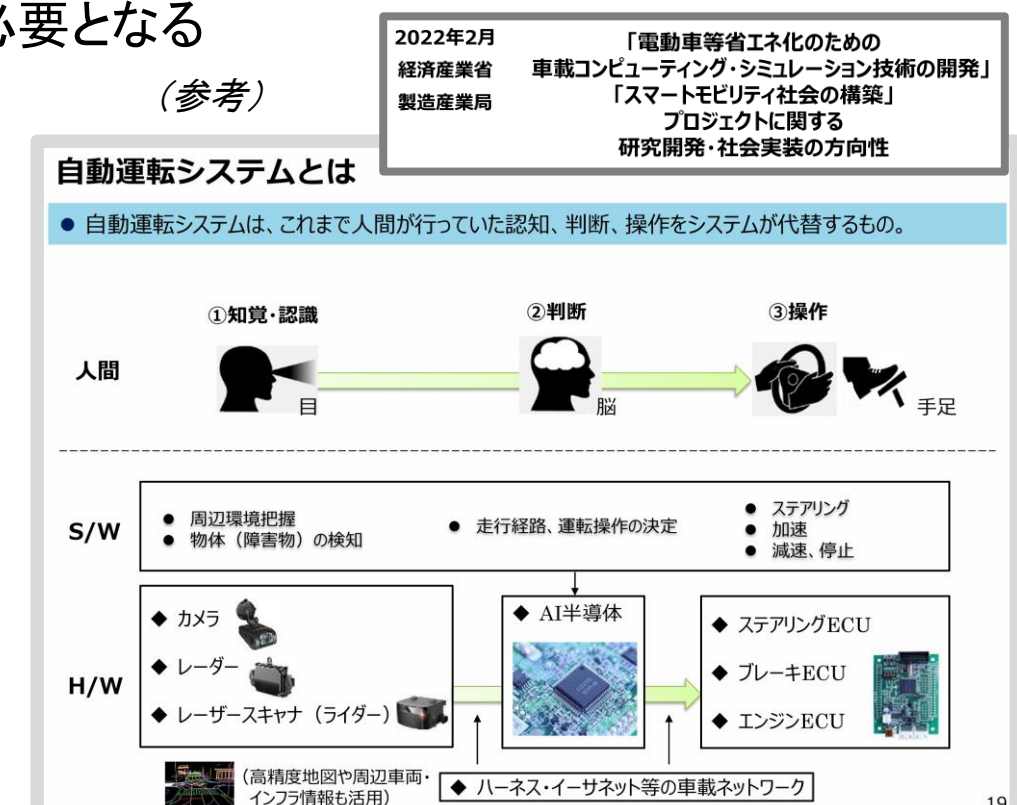 必要となる
(参考)
2022年2月
経済産業省
製造産業局
「電動車等省エネ化のための
車載コンピューティング・シミュレーション技術の開発」
「スマートモビリティ社会の構築」
プロジェクトに関する
研究開発・社会実装の方向性
自動運転システムとは
● 自動運転システムは、これまで人間が行っていた認知、判断、操作をシステムが代替するもの。
①知覚・認識
②判断
③操作
人間
目
脳
手足
S/W
● 周辺環境把握
● 物体（障害物）の検知
● 走行経路、運転操作の決定
● ステアリング
● 加速
● 減速、停止
H/W
◆ カメラ
◆ レーダー
◆ レーザースキャナ（ライダー）
◆ AI半導体
◆ ステアリングECU
◆ ブレーキECU
◆ エンジンECU
（高精度地図や周辺車両・
インフラ情報も活用）
◆ ハーネス・イーサネット等の車載ネットワーク
19